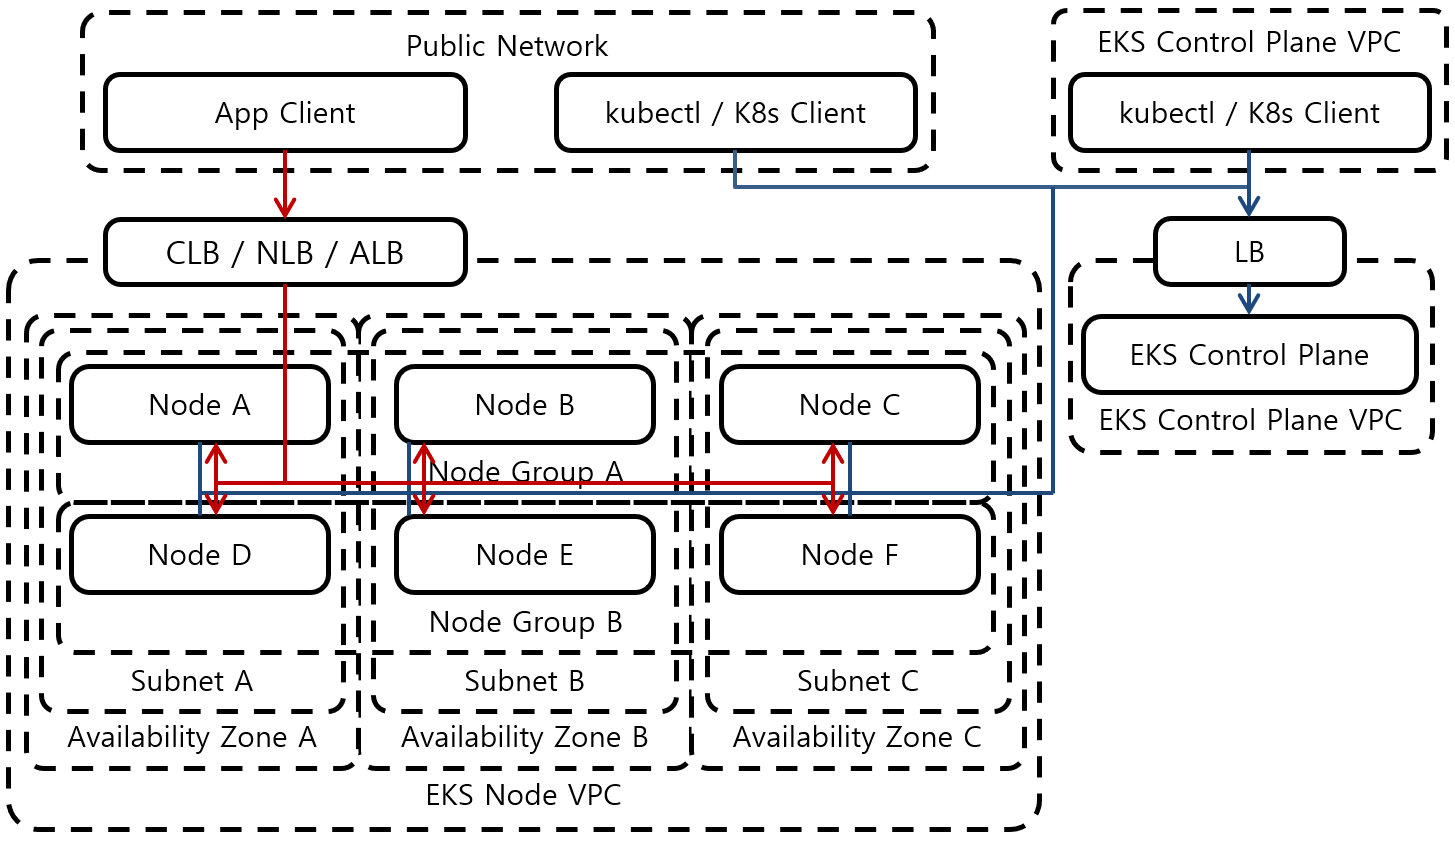 Public Network
App Client
kubectl / K8s Client
EKS Control Plane VPC
kubectl / K8s Client
CLB / NLB / ALB
LB
EKS Control Plane
EKS Control Plane VPC
Node A
Node B
Node C
Node Group A
Node D
Node E
Node F
Node Group B
Subnet A
Subnet B
Subnet C
Availability Zone A
Availability Zone B
Availability Zone C
EKS Node VPC